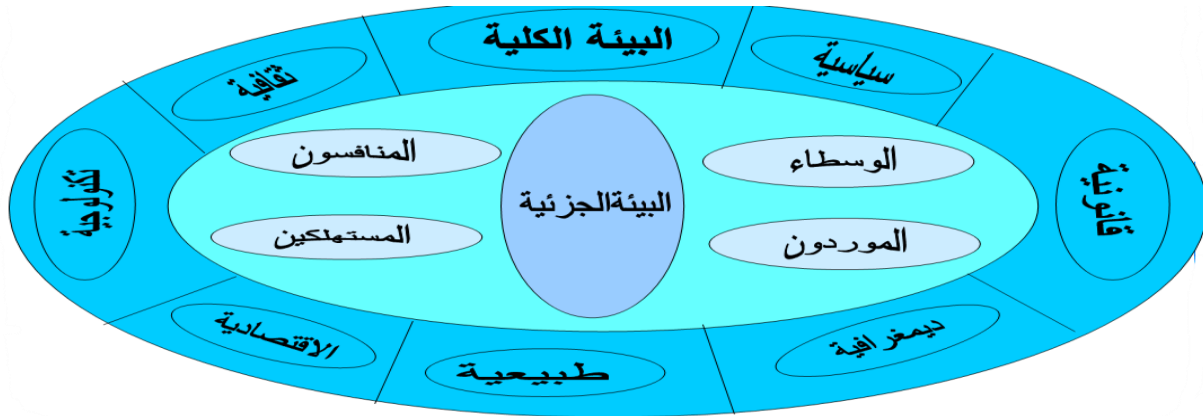 البيئة الكلية
سياسية
ثقافية
قانونية
تكنولوجية
الوسطاء
المنافسون
البيئةالجزئية
الموردون
المستهلكين
ديمغرافية
الاقتصادية
طبيعية